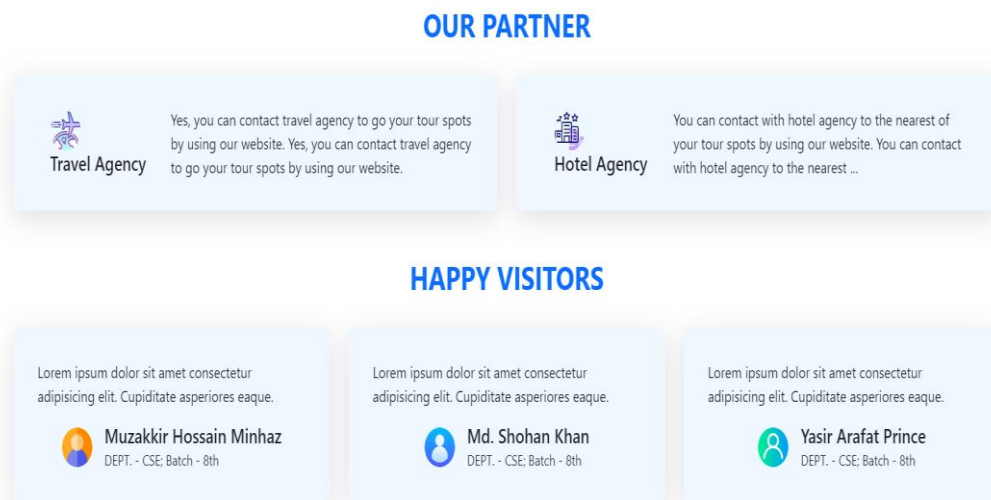 OUR PARTNER
Travel Agency
Yes, you can contact travel agency to go your tour spots
by using our website. Yes, you can contact travel agency
to go your tour spots by using our website.
Hotel Agency
You can contact with hotel agency to the nearest of
your tour spots by using our website. You can contact
with hotel agency to the nearest ...
HAPPY VISITORS
Lorem ipsum dolor sit amet consectetur
adipisicing elit. Cupiditate asperiores eaque.
Muzakkir Hossain Minhaz
DEPT. - CSE; Batch - 8th
Lorem ipsum dolor sit amet consectetur
adipisicing elit. Cupiditate asperiores eaque.
Md. Shohan Khan
DEPT. - CSE; Batch - 8th
Lorem ipsum dolor sit amet consectetur
adipisicing elit. Cupiditate asperiores eaque.
Yasir Arafat Prince
DEPT. - CSE; Batch - 8th